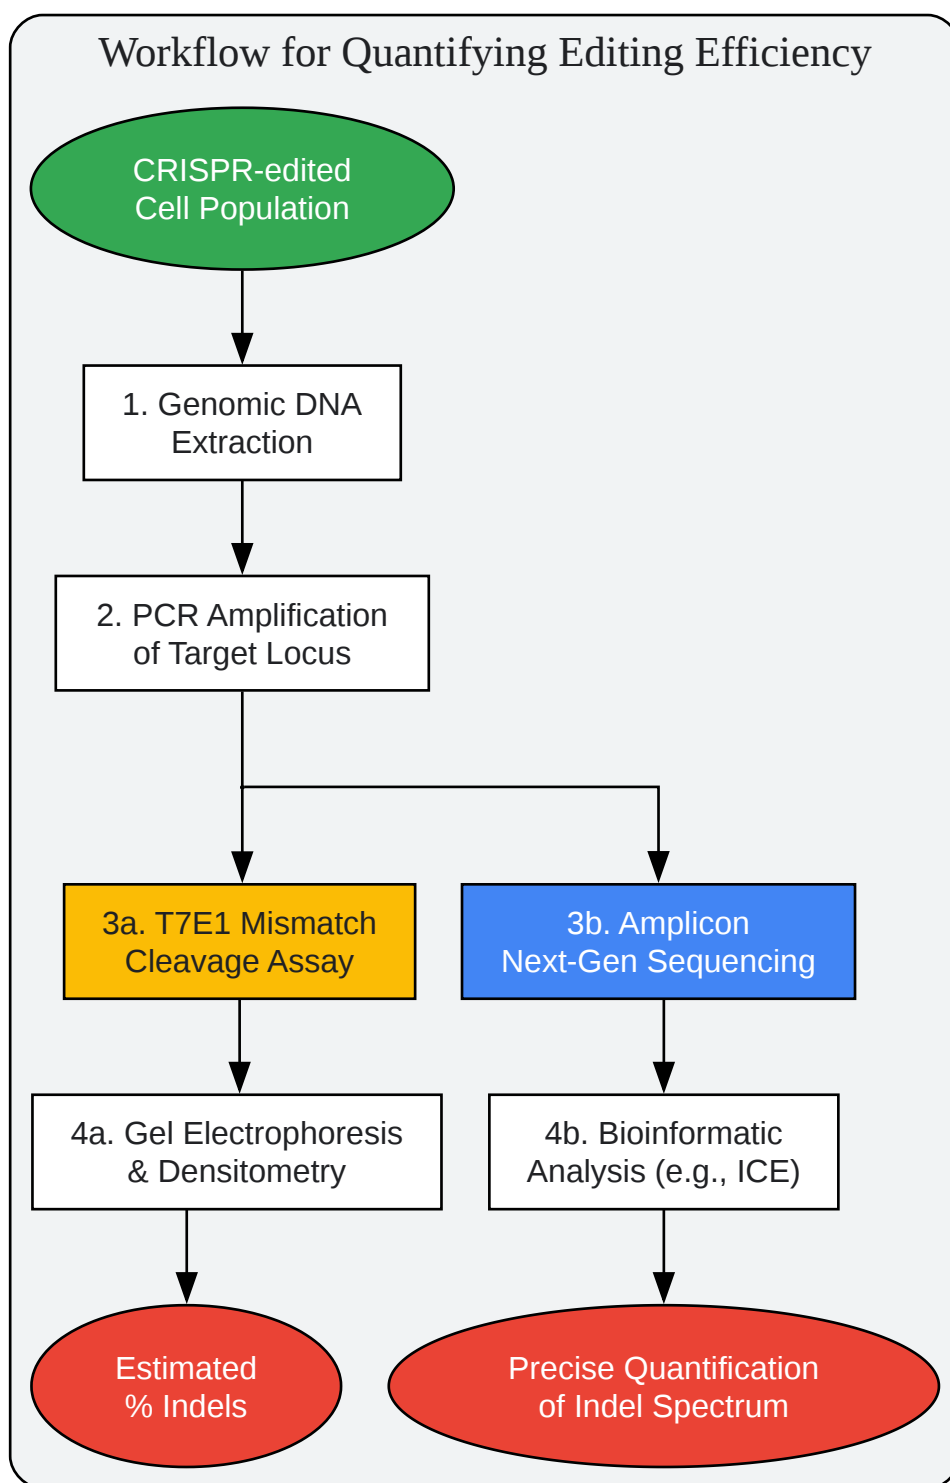 Workflow for Quantifying Editing Efficiency
CRISPR-edited
Cell Population
1. Genomic DNA
Extraction
2. PCR Amplification
of Target Locus
3a. T7E1 Mismatch
Cleavage Assay
3b. Amplicon
Next-Gen Sequencing
4a. Gel Electrophoresis
& Densitometry
4b. Bioinformatic
Analysis (e.g., ICE)
Estimated
% Indels
Precise Quantification
of Indel Spectrum